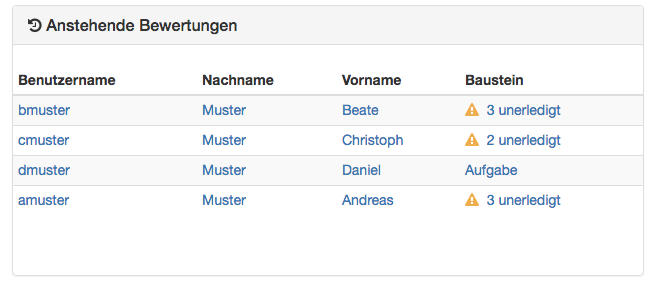 Anstehende Bewertungen
Benutzername Nachname Vorname Baustein
bmuster Muster Beate 3 unerledigt
cmuster Muster Christoph 2 unerledigt
dmuster Muster Daniel Aufgabe
amuster Muster Andreas 3 unerledigt